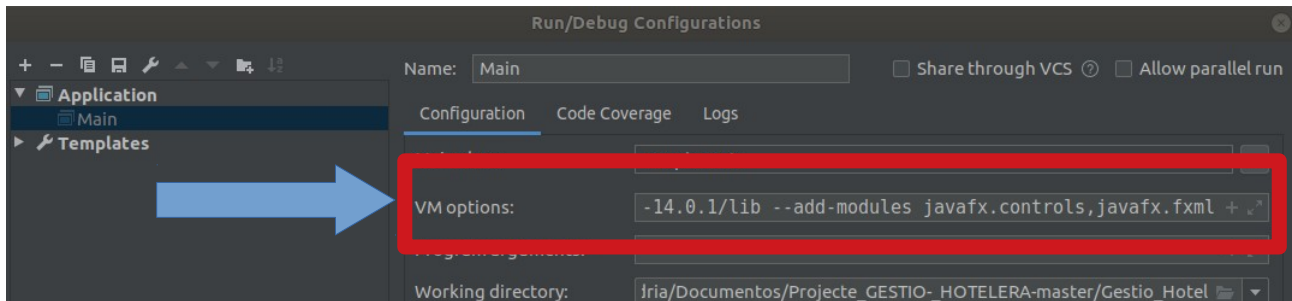 Run/Debug Configurations
Name: Main
Share through VCS
Allow parallel run
Application
Main
Templates
Configuration Code Coverage Logs
VM options: -14.0.1/lib --add-modules javafx.controls,javafx.fxml
Working directory: dria/Documentos/Projecte_GESTIO-_HOTELERA-master/Gestio_Hotel